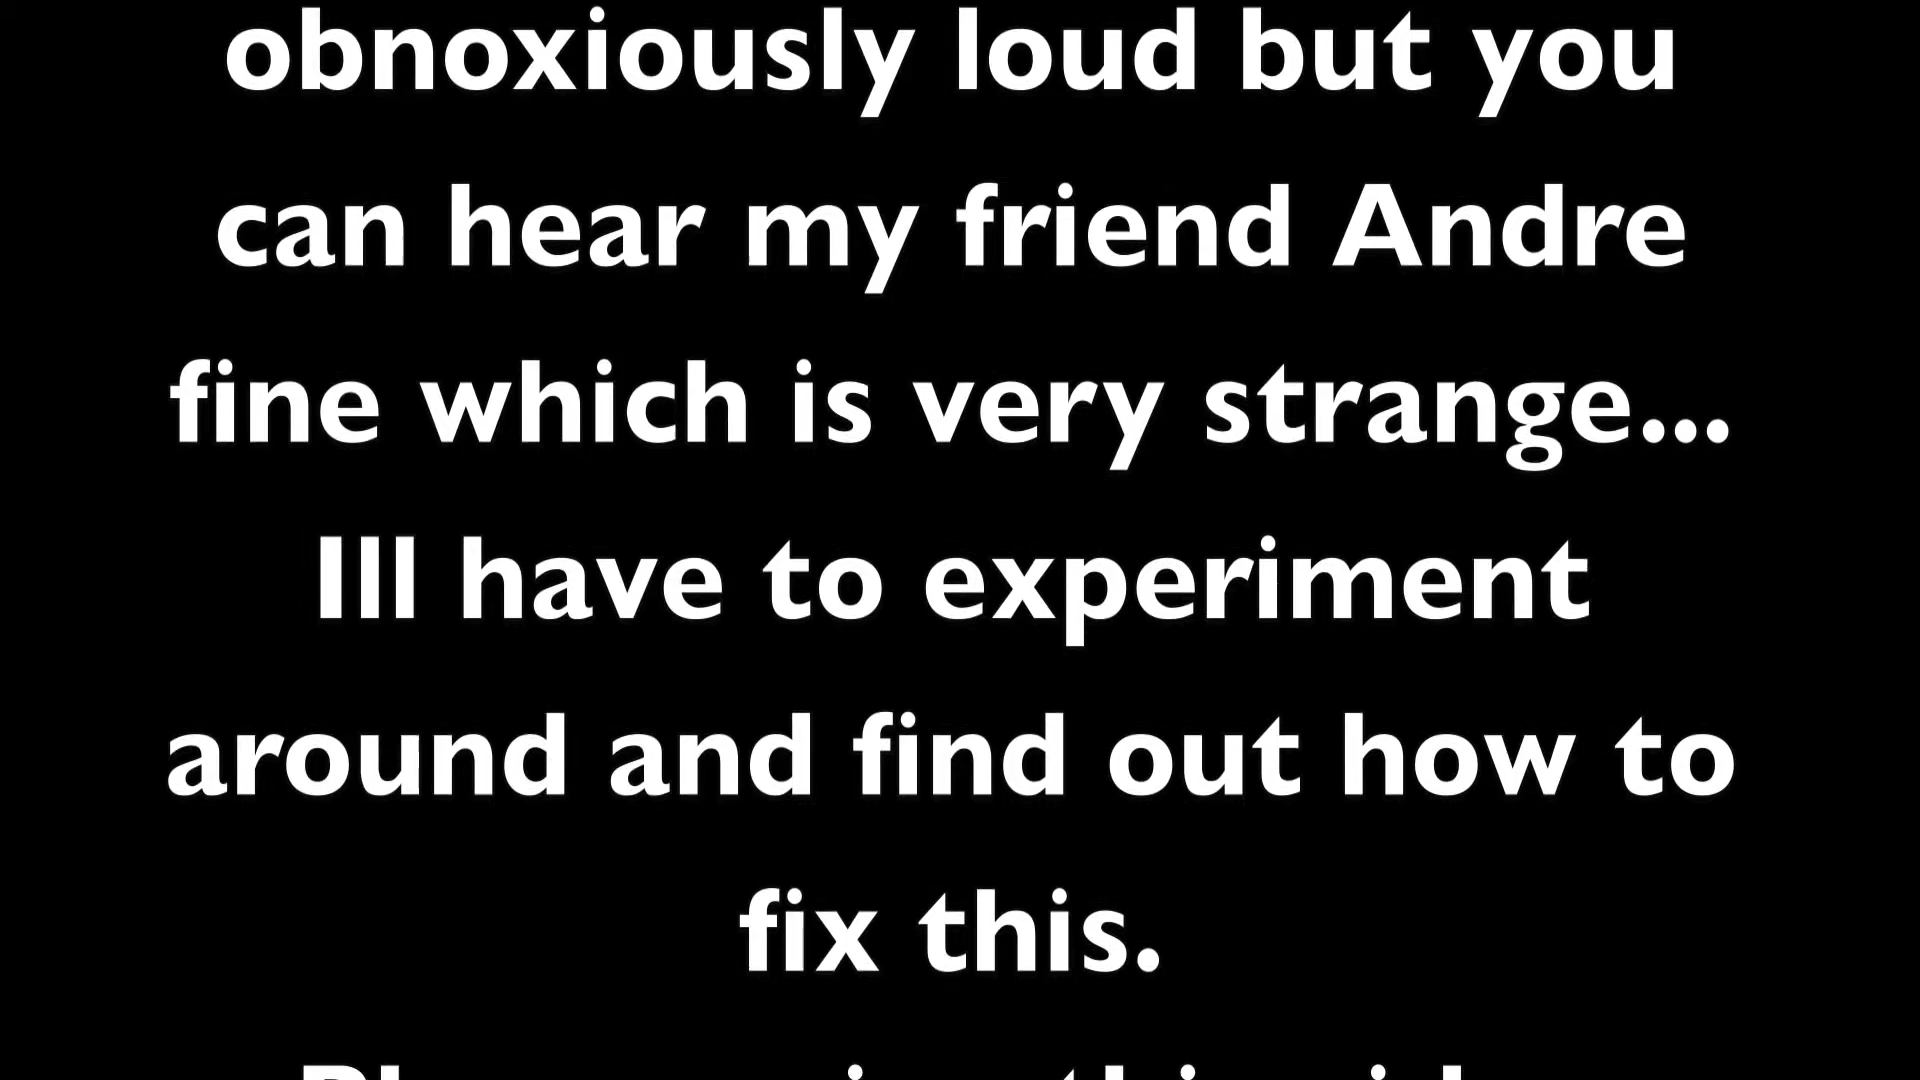 obnoxiously loud but you
can hear my friend Andre
fine which is very strange...
Ill have to experiment
around and find out how to
fix this.